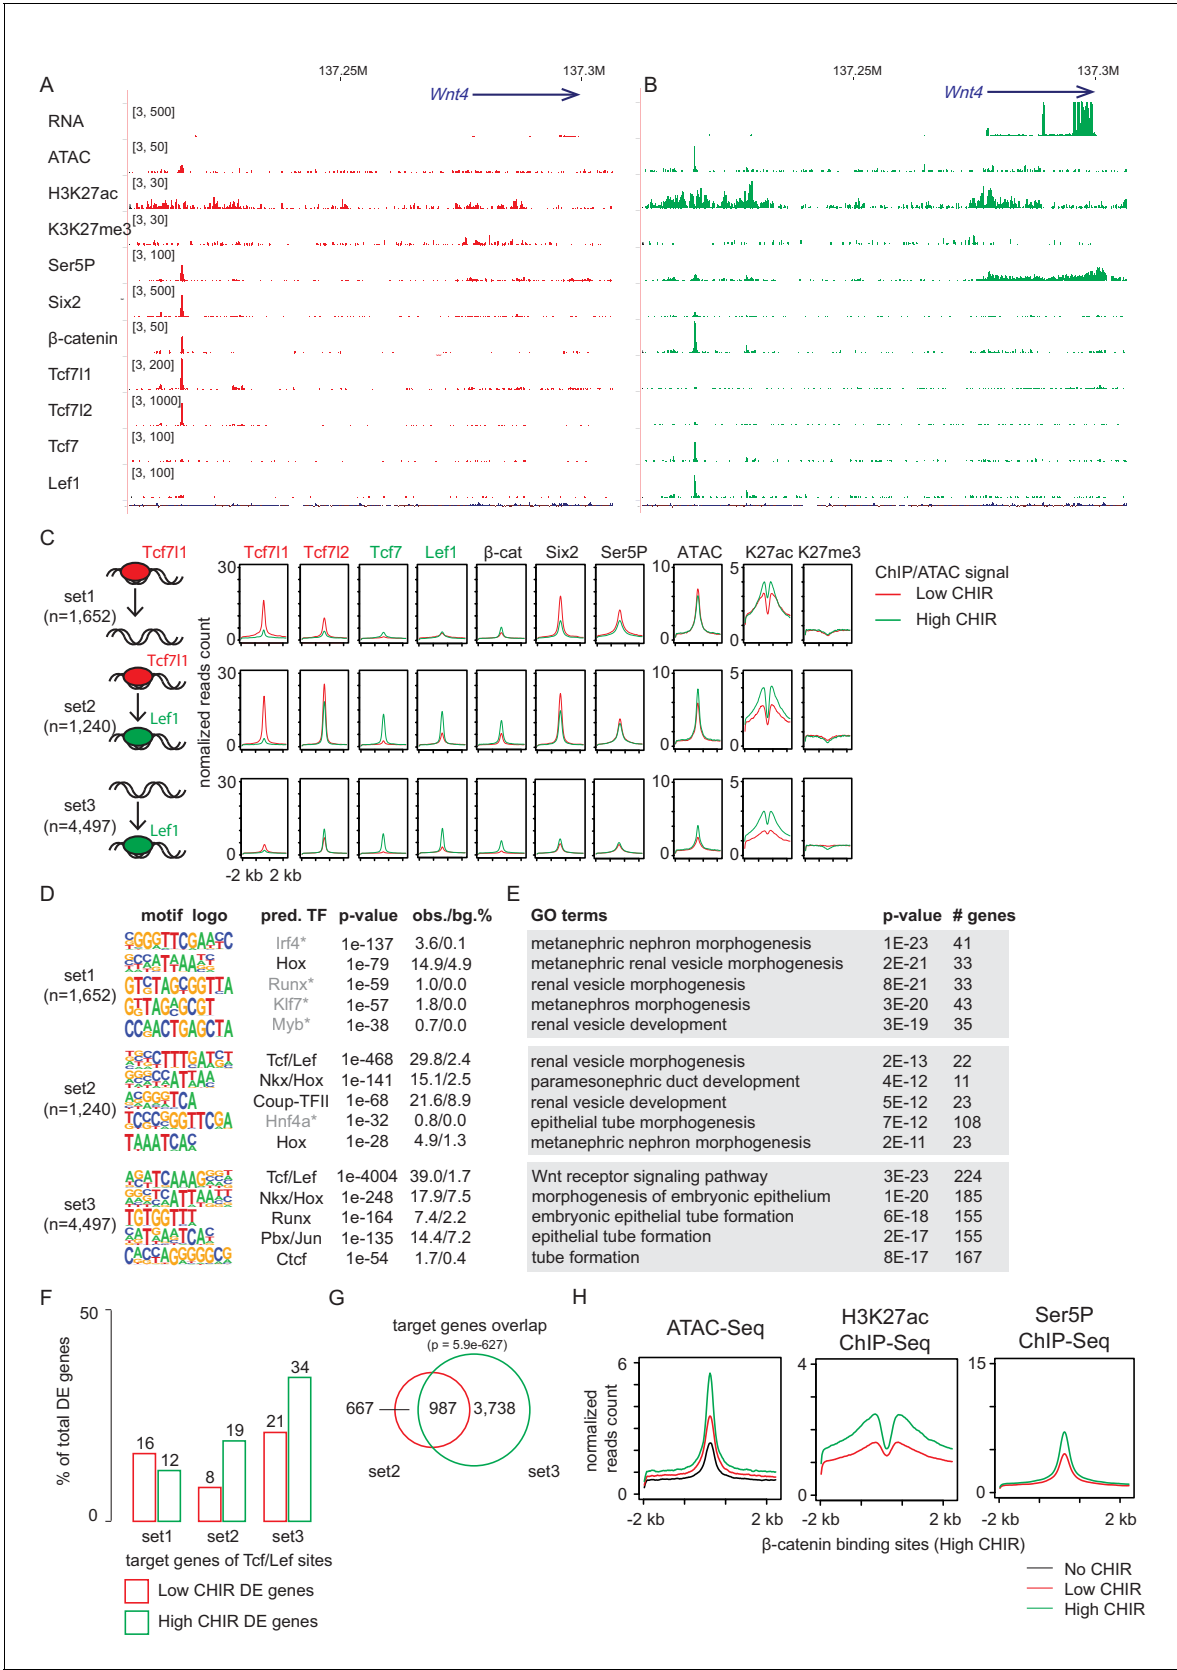 A
137.25M
137.3M
B
137.25M
137.3M
Wnt4
Wnt4
RNA
[3, 500]
ATAC
[3, 50]
H3K27ac
[3, 30]
K3K27me3
[3, 30]
Ser5P
[3, 100]
Six2
[3, 500]
β-catenin
[3, 50]
Tcf7l1
[3, 200]
Tcf7l2
[3, 1000]
Tcf7
[3, 100]
Lef1
[3, 100]
C
Tcf7l1
Tcf7l1 Tcf7l2 Tcf7 Lef1 β-cat Six2 Ser5P ATAC K27ac K27me3
set1
(n=1,652)
30
0
10
0
5
0
ChIP/ATAC signal
Low CHIR
High CHIR
nomalized reads count
Tcf7l1
set2
(n=1,240)
Lef1
30
0
10
0
5
0
set3
(n=4,497)
Lef1
30
0
10
0
5
0
-2 kb 2 kb
D
motif logo pred. TF p-value obs./bg.%
set1
(n=1,652)
Irf4* 1e-137 3.6/0.1
Hox 1e-79 14.9/4.9
Runx* 1e-59 1.0/0.0
Klf7* 1e-57 1.8/0.0
Myb* 1e-38 0.7/0.0
set2
(n=1,240)
Tcf/Lef 1e-468 29.8/2.4
Nkx/Hox 1e-141 15.1/2.5
Coup-TFII 1e-68 21.6/8.9
Hnf4a* 1e-32 0.8/0.0
Hox 1e-28 4.9/1.3
set3
(n=4,497)
Tcf/Lef 1e-4004 39.0/1.7
Nkx/Hox 1e-248 17.9/7.5
Runx 1e-164 7.4/2.2
Pbx/Jun 1e-135 14.4/7.2
Ctcf 1e-54 1.7/0.4
E
GO terms p-value # genes
metanephric nephron morphogenesis 1E-23 41
metanephric renal vesicle morphogenesis 2E-21 33
renal vesicle morphogenesis 8E-21 33
metanephros morphogenesis 3E-20 43
renal vesicle development 3E-19 35
renal vesicle morphogenesis 2E-13 22
paramesonephric duct development 4E-12 11
renal vesicle development 5E-12 23
epithelial tube morphogenesis 7E-12 108
metanephric nephron morphogenesis 2E-11 23
Wnt receptor signaling pathway 3E-23 224
morphogenesis of embryonic epithelium 1E-20 185
embryonic epithelial tube formation 6E-18 155
epithelial tube formation 2E-17 155
tube formation 8E-17 167
F
% of total DE genes
50
0
16
12
8
19
21
34
set1 set2 set3
target genes of Tcf/Lef sites
Low CHIR DE genes
High CHIR DE genes
G
target genes overlap
(p = 5.9e-627)
667
987
3,738
set2
set3
H
ATAC-Seq
H3K27ac
ChIP-Seq
Ser5P
ChIP-Seq
normalized
reads count
6
0
4
0
15
0
-2 kb 2 kb
-2 kb 2 kb
-2 kb 2 kb
β-catenin binding sites (High CHIR)
No CHIR
Low CHIR
High CHIR